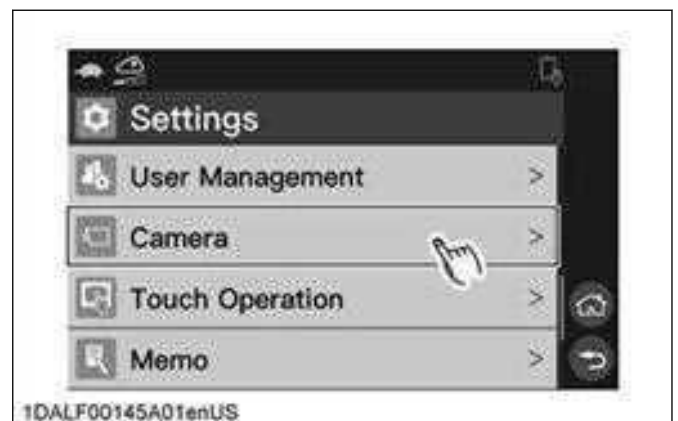 Settings
User Management
Camera
Touch Operation
Memo
1DALF00145A01enUS